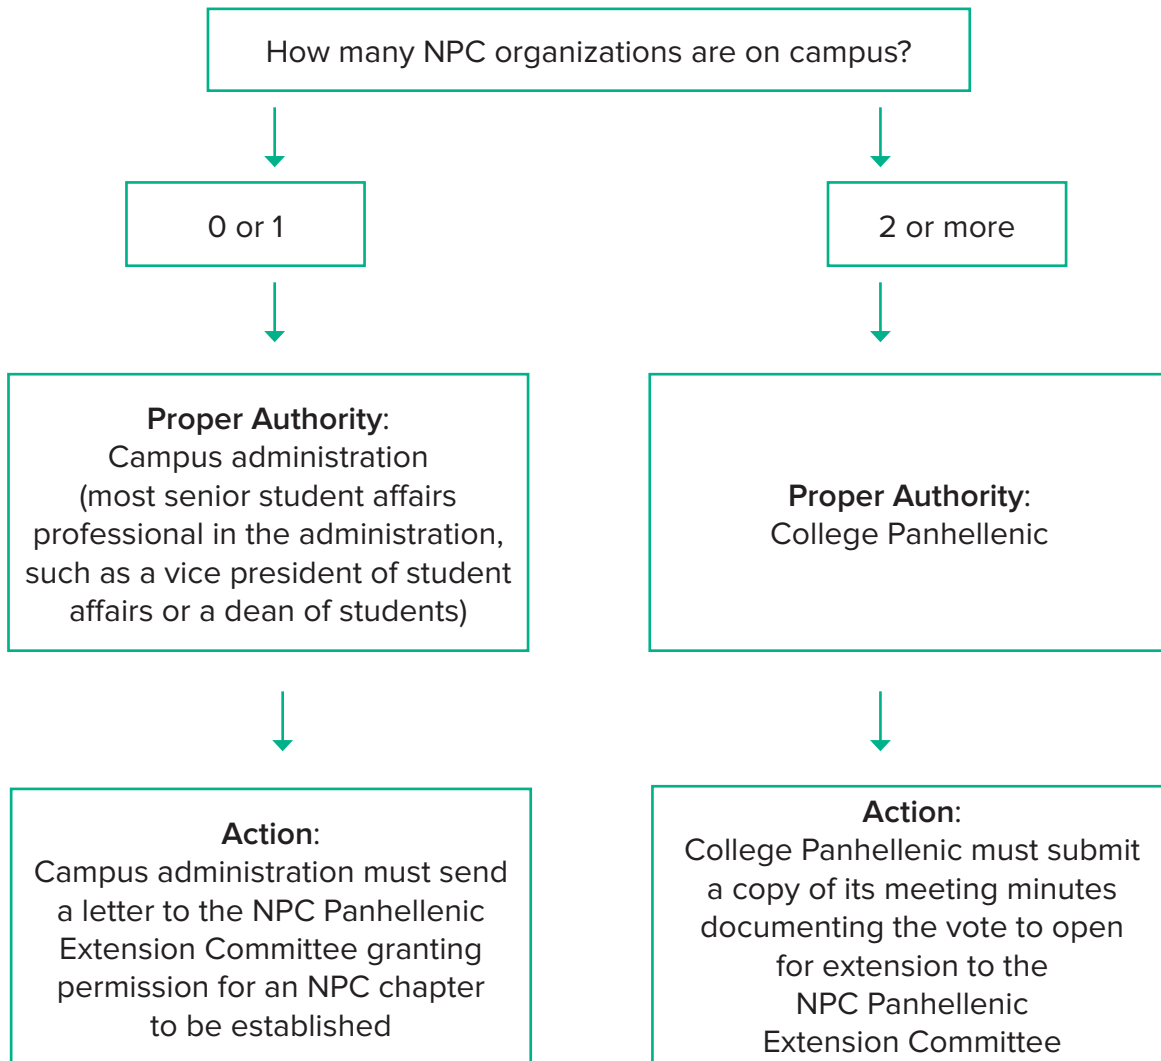 How many NPC organizations are on campus?
0 or 1
2 or more
Proper Authority:
Campus administration
(most senior student affairs
professional in the administration,
such as a vice president of student
affairs or a dean of students)
Proper Authority:
College Panhellenic
Action:
Campus administration must send
a letter to the NPC Panhellenic
Extension Committee granting
permission for an NPC chapter
to be established
Action:
College Panhellenic must submit
a copy of its meeting minutes
documenting the vote to open
for extension to the
NPC Panhellenic
Extension Committee